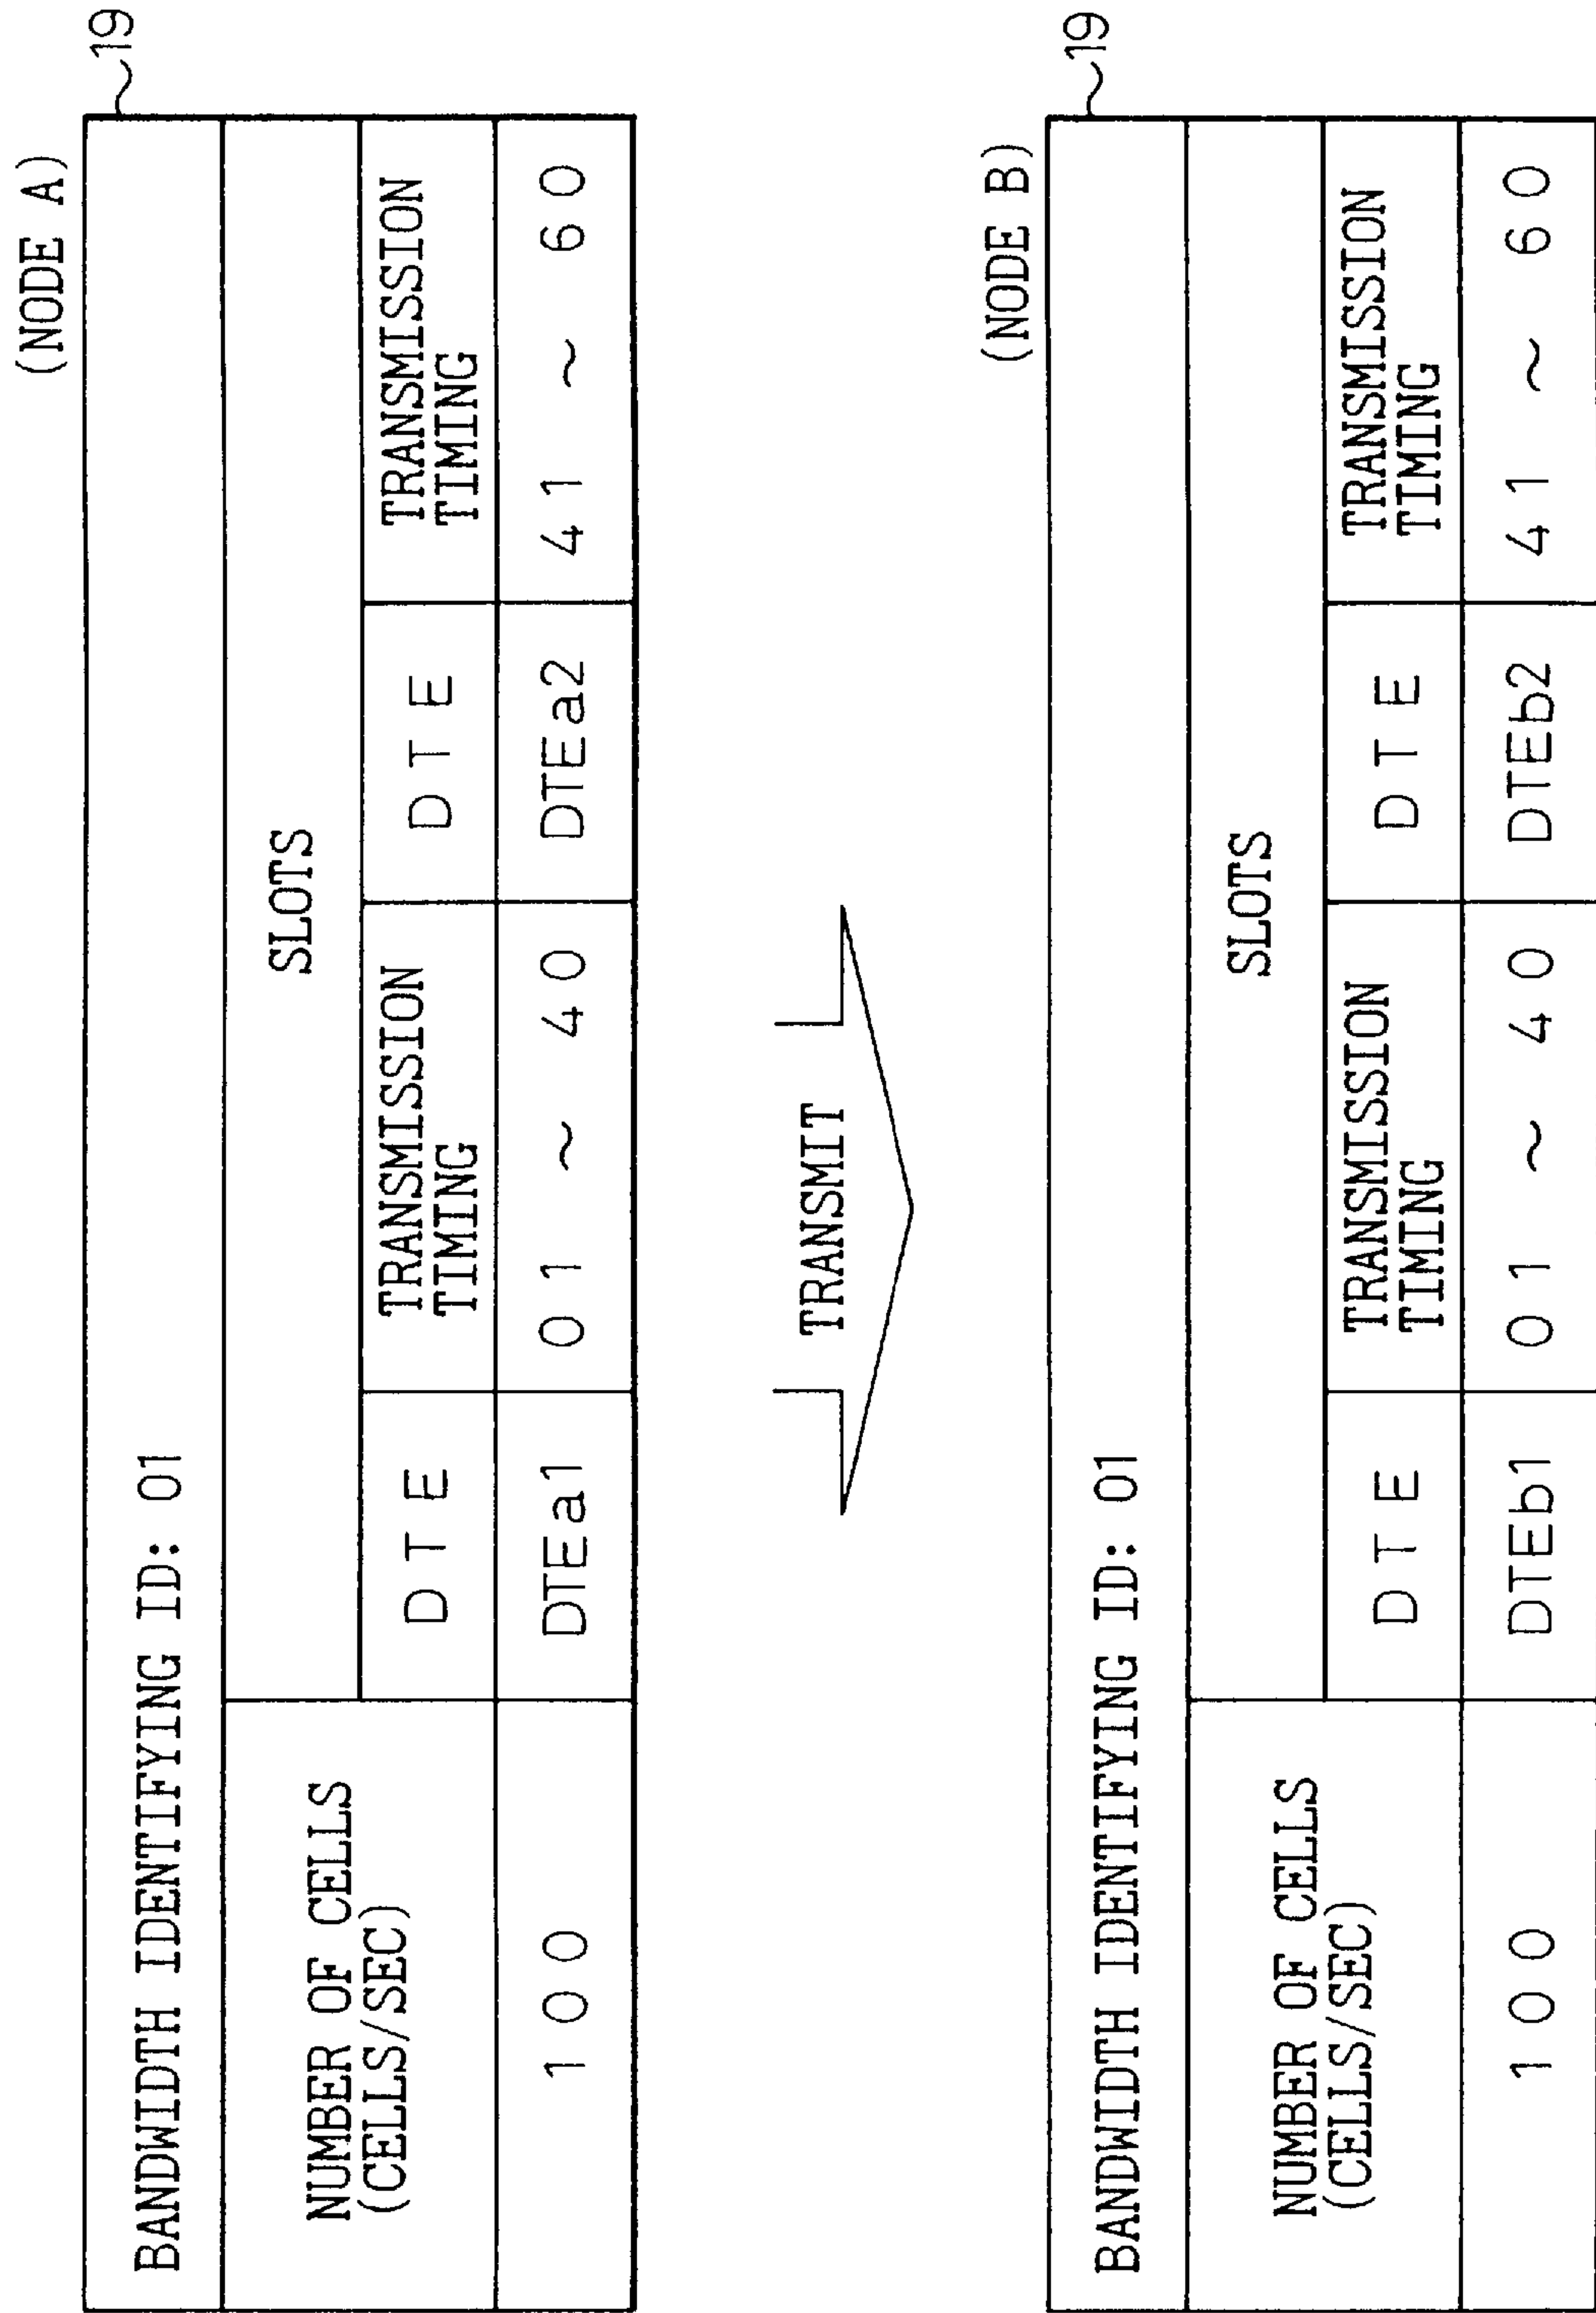 (NODE A)
19
BANDWIDTH IDENTIFYING ID: 01
NUMBER OF CELLS
(CELLS/SEC)
SLOTS
DTE
TRANSMISSION
TIMING
DTE
TRANSMISSION
TIMING
100
DTEa1
01 ~ 40
DTEa2
41 ~ 60
TRANSMIT
(NODE B)
19
BANDWIDTH IDENTIFYING ID: 01
NUMBER OF CELLS
(CELLS/SEC)
SLOTS
DTE
TRANSMISSION
TIMING
DTE
TRANSMISSION
TIMING
100
DTEb1
01 ~ 40
DTEb2
41 ~ 60